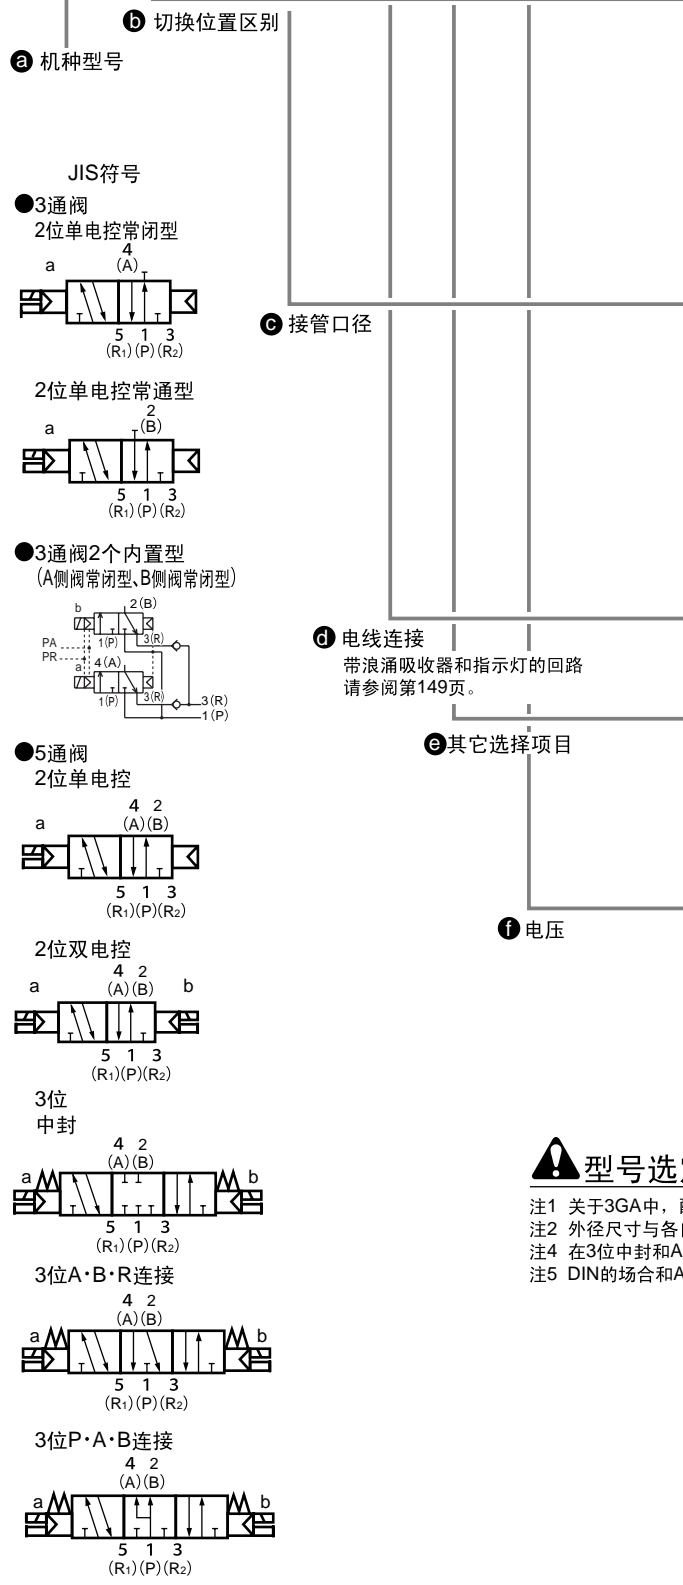 b 切换位置区别
a 机种型号
JIS符号
●3通阀
2位单电控常闭型
4
a (A)
5 1 3
(R1)(P)(R2)
c 接管口径
2位单电控常通型
2
a (B)
5 1 3
(R1)(P)(R2)
●3通阀2个内置型
(A侧阀常闭型、B侧阀常闭型)
b 2(B)
1(P) 3(R)
PA
PR
a 4(A)
1(P) 3(R)
3(R)
1(P)
d 电线连接
带浪涌吸收器和指示灯的回路
请参阅第149页。
e 其它选择项目
●5通阀
2位单电控
4 2
a (A)(B)
5 1 3
(R1)(P)(R2)
f 电压
2位双电控
4 2
a (A)(B) b
5 1 3
(R1)(P)(R2)
3位
中封
4 2
a (A)(B) b
5 1 3
(R1)(P)(R2)
3位A·B·R连接
4 2
(A)(B)
a b
5 1 3
(R1)(P)(R2)
3位P·A·B连接
4 2
(A)(B)
a b
5 1 3
(R1)(P)(R2)
型号选
注1 关于3GA中，
注2 外径尺寸与各
注4 在3位中封和A
注5 DIN的场合和A